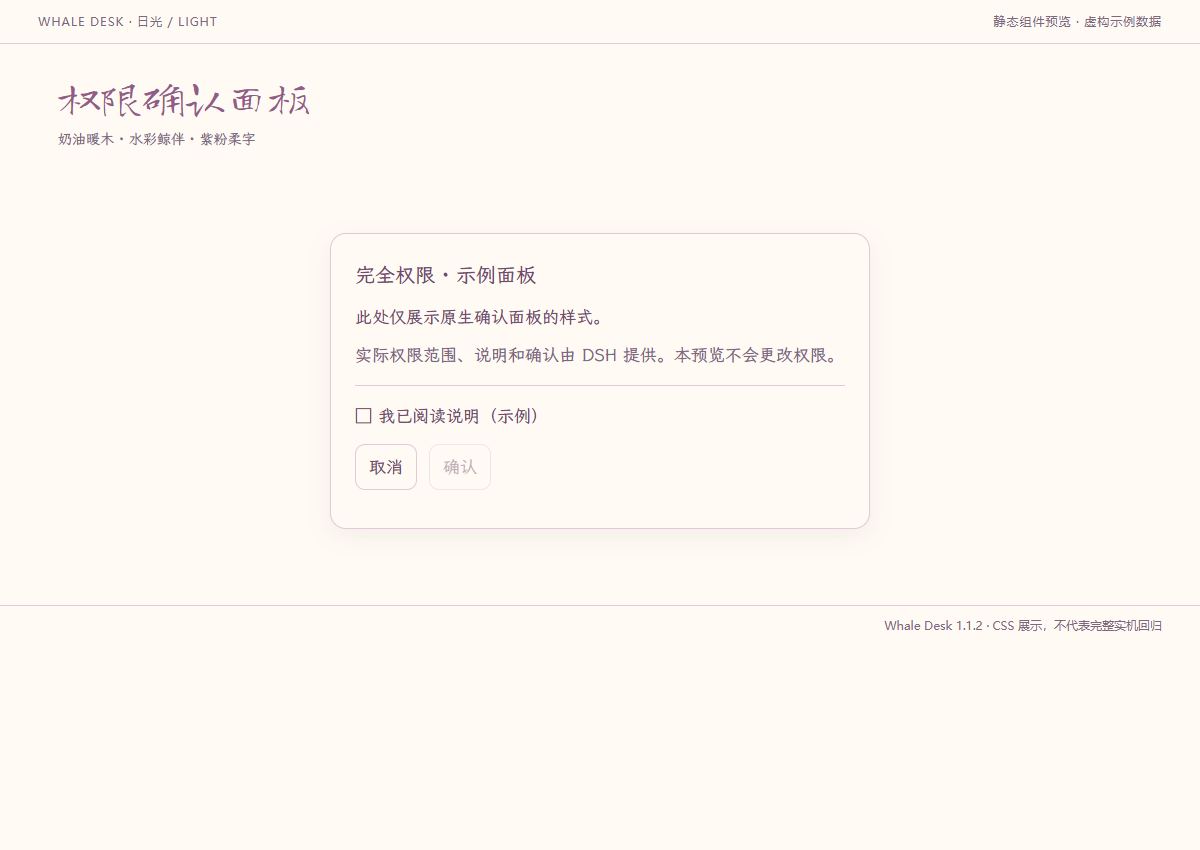 WHALE DESK · 日光 / LIGHT
静态组件预览 · 虚构示例数据
权限确认面板
奶油暖木 · 水彩鲸伴 · 紫粉柔字
完全权限 · 示例面板
此处仅展示原生确认面板的样式。
实际权限范围、说明和确认由 DSH 提供。本预览不会更改权限。
我已阅读说明（示例）
取消
确认
Whale Desk 1.1.2 · CSS 展示，不代表完整实机回归